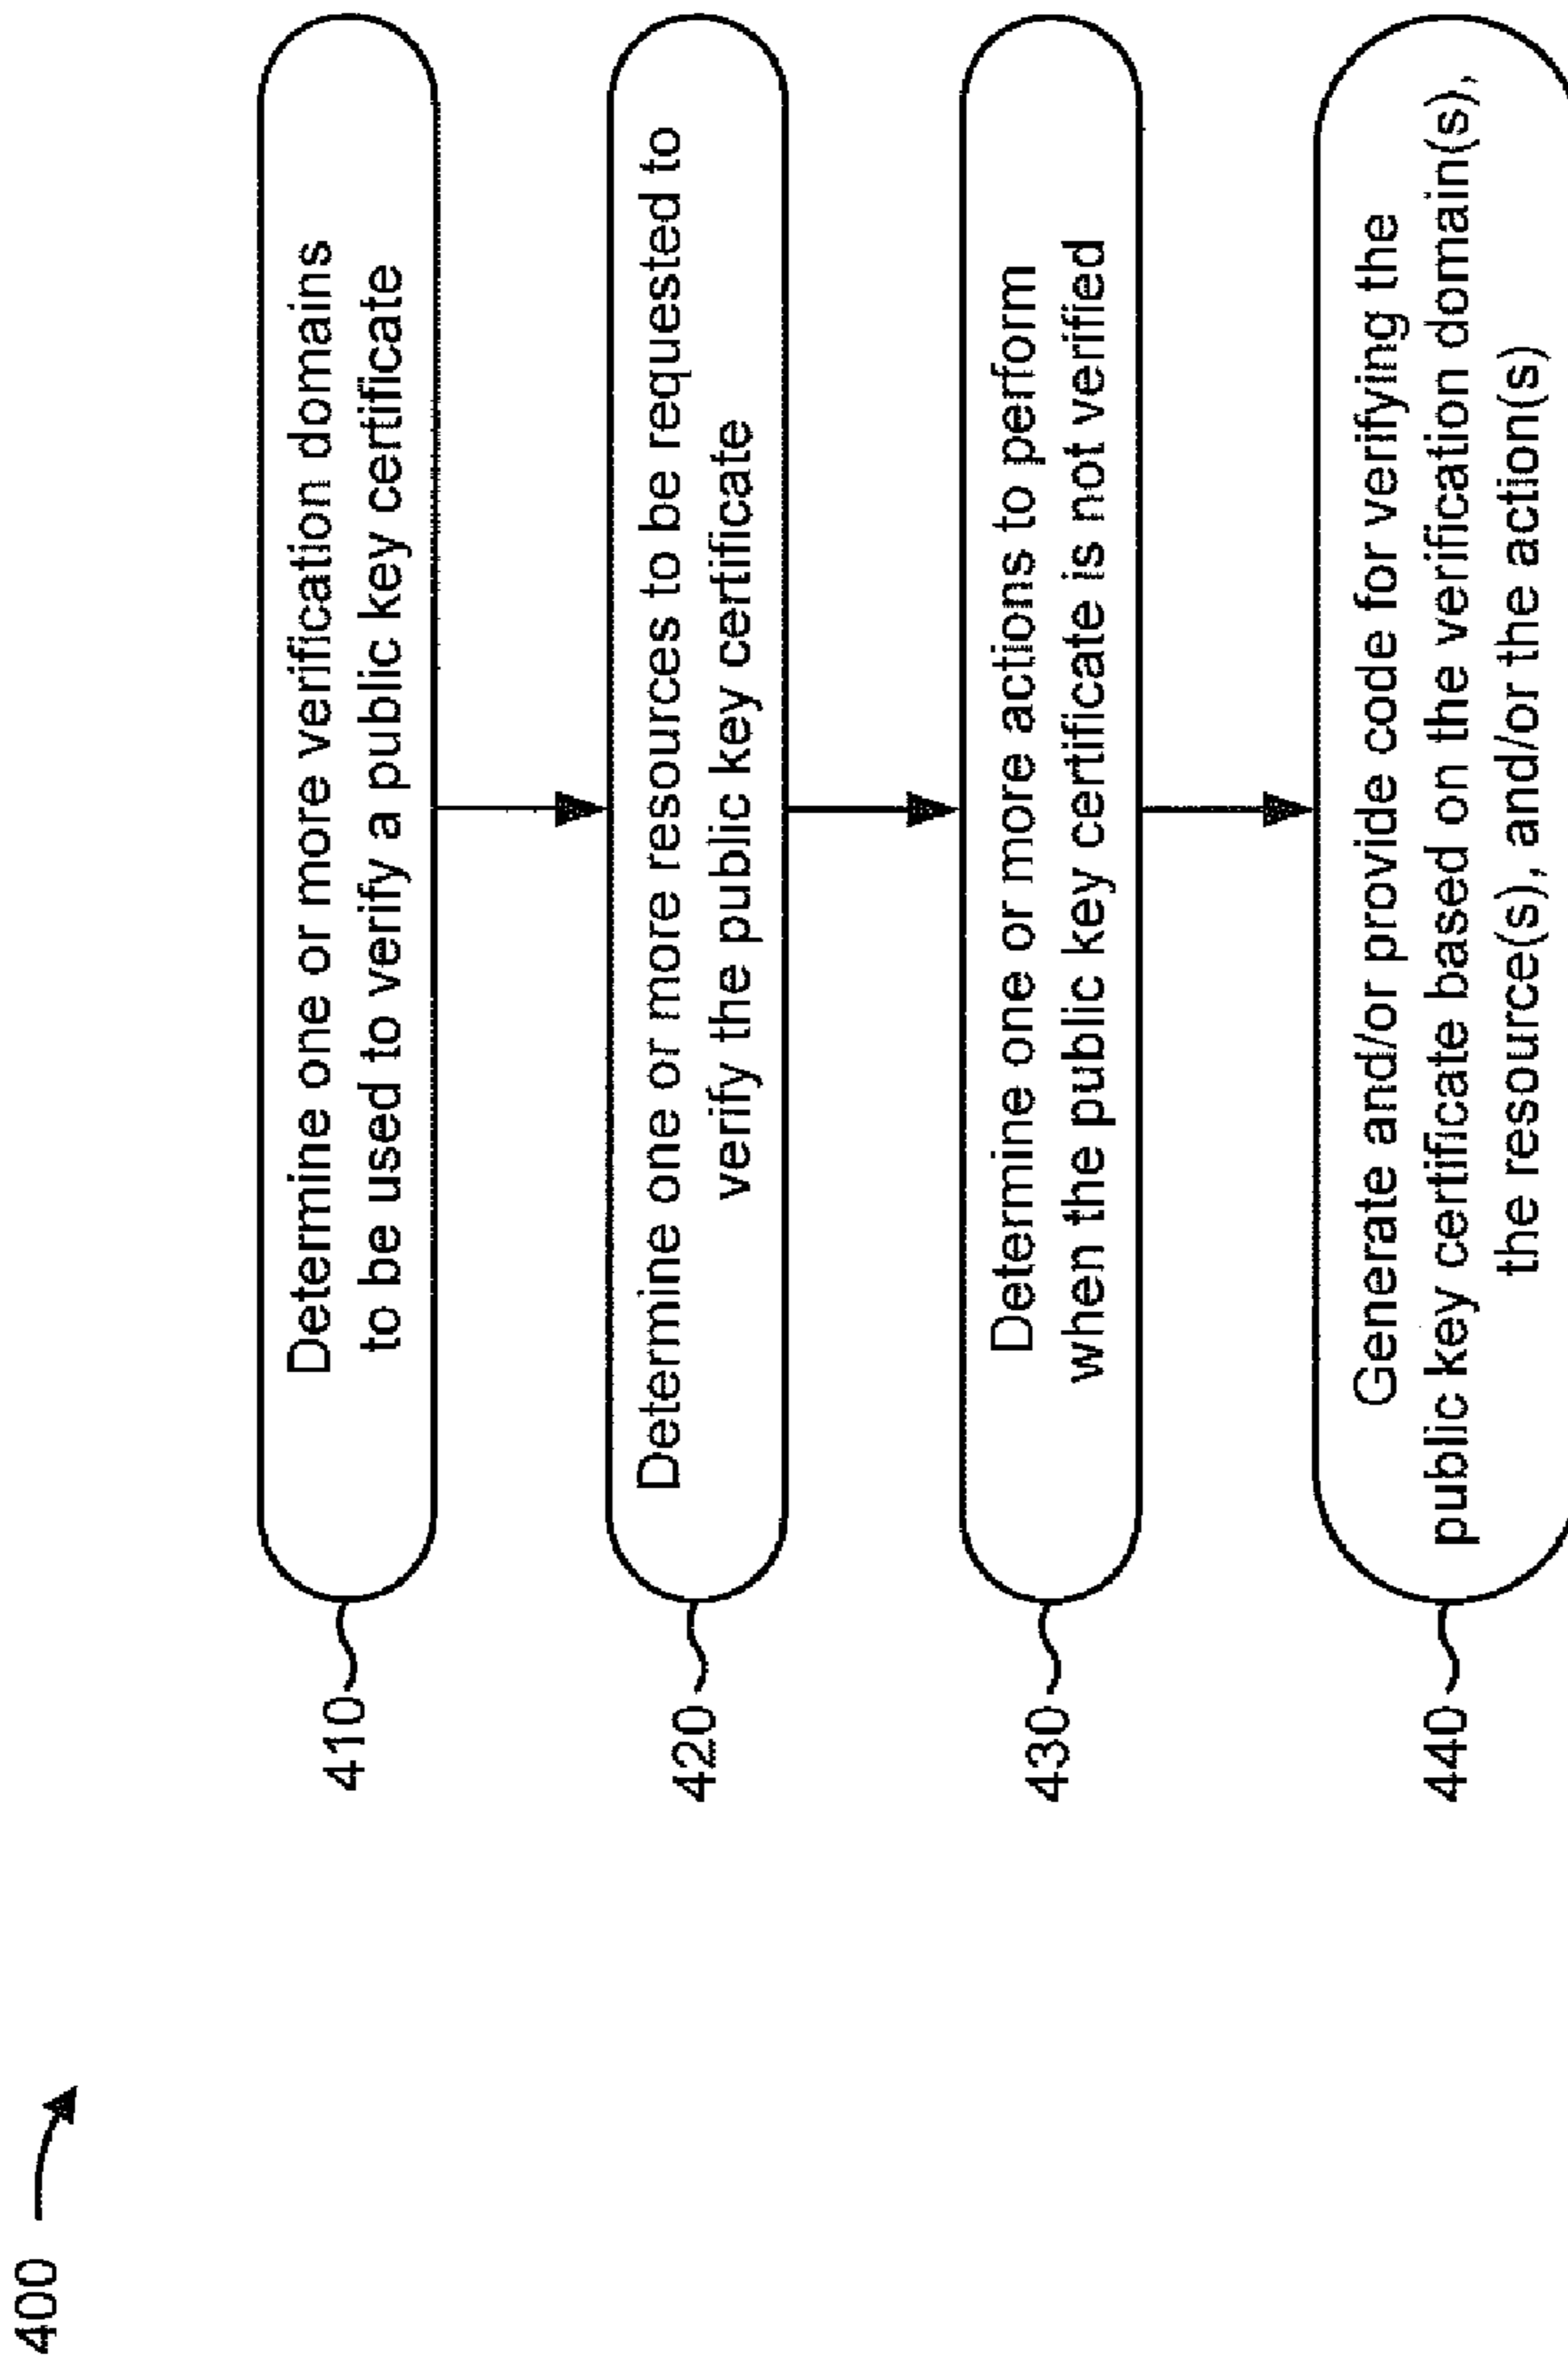 400
410
Determine one or more verification domains
to be used to verify a public key certificate
420
Determine one or more resources to be requested to
verify the public key certificate
430
Determine one or more actions to perform
when the public key certificate is not verified
440
Generate and/or provide code for verifying the
public key certificate based on the verification domain(s),
the resource(s), and/or the action(s)